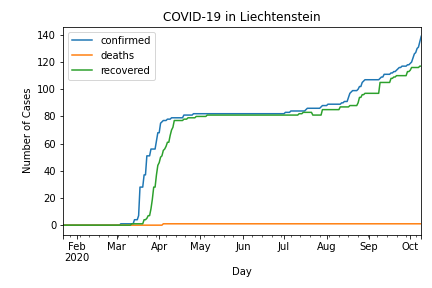 COVID-19 in Liechtenstein
140
120
100
80
60
40
20
0
Number of Cases
confirmed
deaths
recovered
Feb Mar Apr May Jun Jul Aug Sep Oct
2020
Day